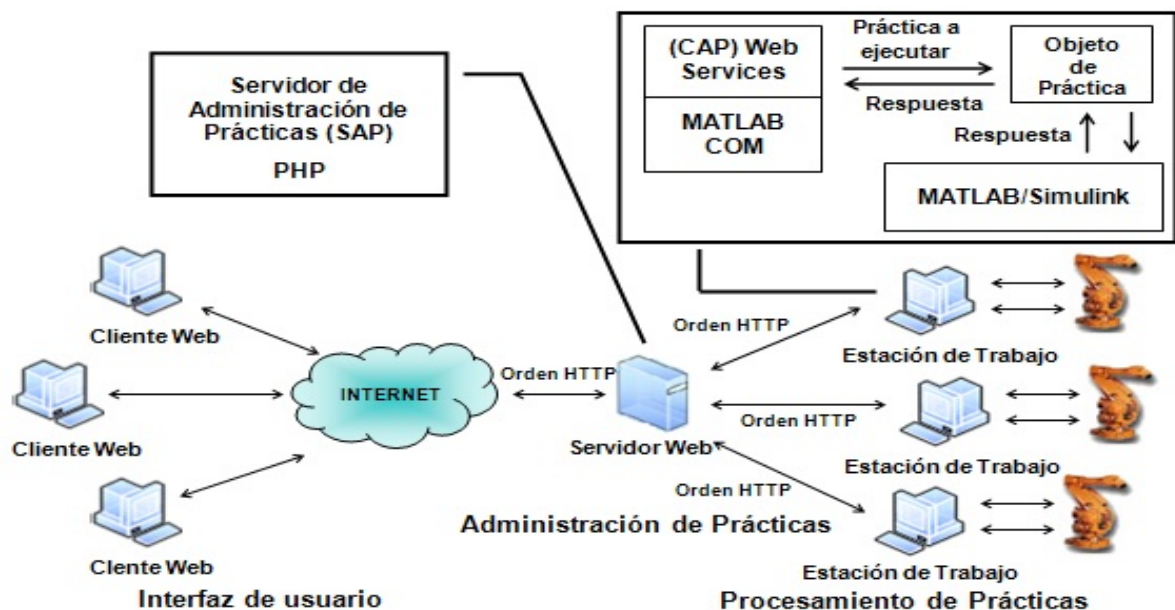 Servidor de
Administración de
Prácticas (SAP)
PHP
(CAP) Web
Services
MATLAB
COM
Práctica a
ejecutar
Respuesta
Objeto
de
Práctica
Respuesta
MATLAB/Simulink
Cliente Web
Cliente Web
Clente Web
INTERNET
Orden HTTP
Servidor Web
Orden HTTP
Orden HTTP
Orden HTTP
Estación de Trabajo
Estación de Trabajo
Estación de Trabajo
Interfaz de usuario
Administración de Prácticas
Procesamiento de Prácticas